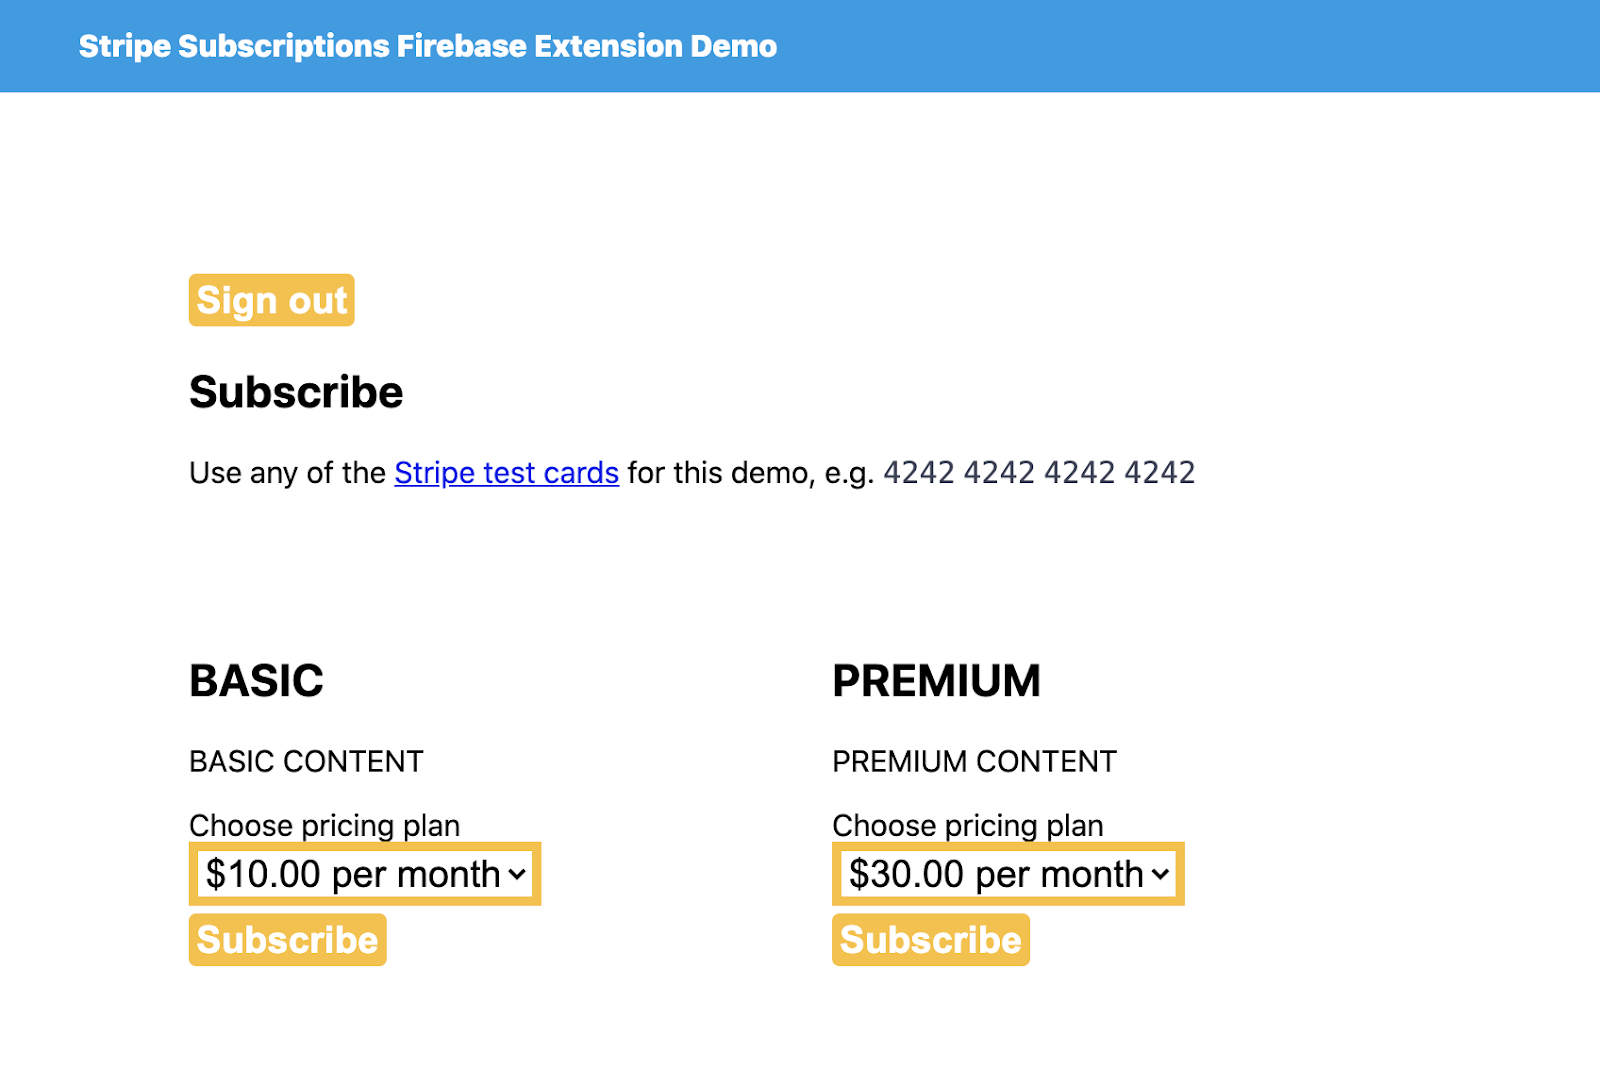 Stripe Subscriptions Firebase Extension Demo
Sign out
Subscribe
Use any of the Stripe test cards for this demo, e.g. 4242 4242 4242 4242
BASIC
BASIC CONTENT
Choose pricing plan
$10.00 per month
Subscribe
PREMIUM
PREMIUM CONTENT
Choose pricing plan
$30.00 per month
Subscribe